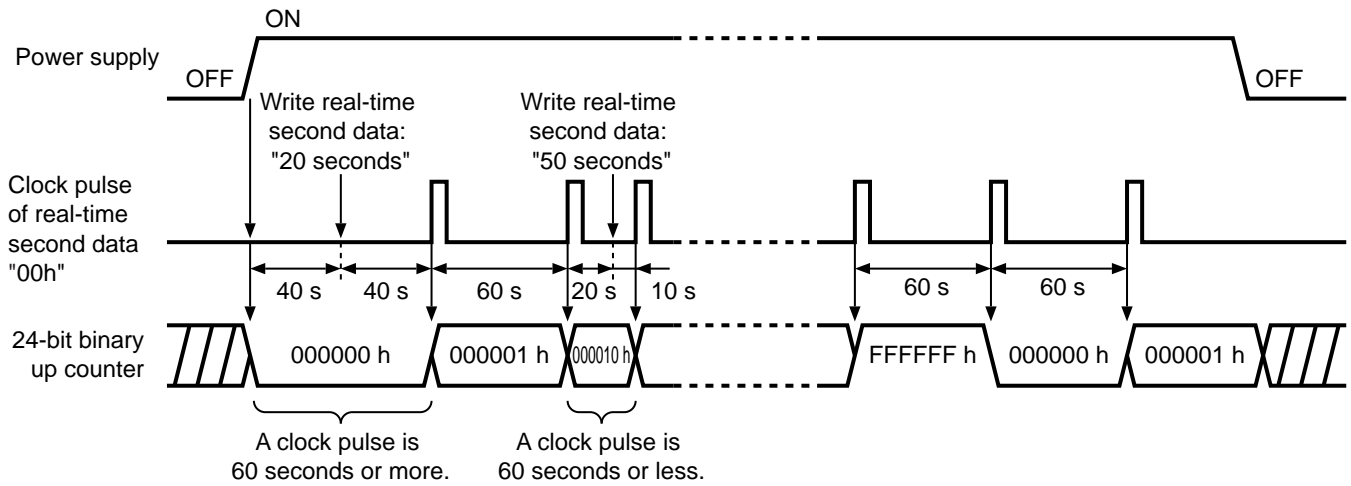 ON
Power supply
OFF
OFF
Write real-time
second data:
"20 seconds"
Write real-time
second data:
"50 seconds"
Clock pulse
of real-time
second data
"00h"
40 s
40 s
60 s
20 s
10 s
60 s
60 s
24-bit binary
up counter
000000 h
000001 h
000010 h
FFFFFF h
000000 h
000001 h
A clock pulse is
60 seconds or more.
A clock pulse is
60 seconds or less.